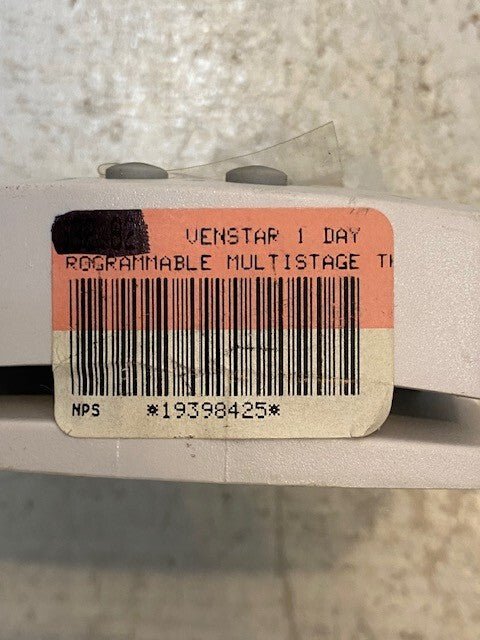 VENSTAR 1 DAY
ROGRAMMABLE MULTISTAGE TH
NPS *19398425*